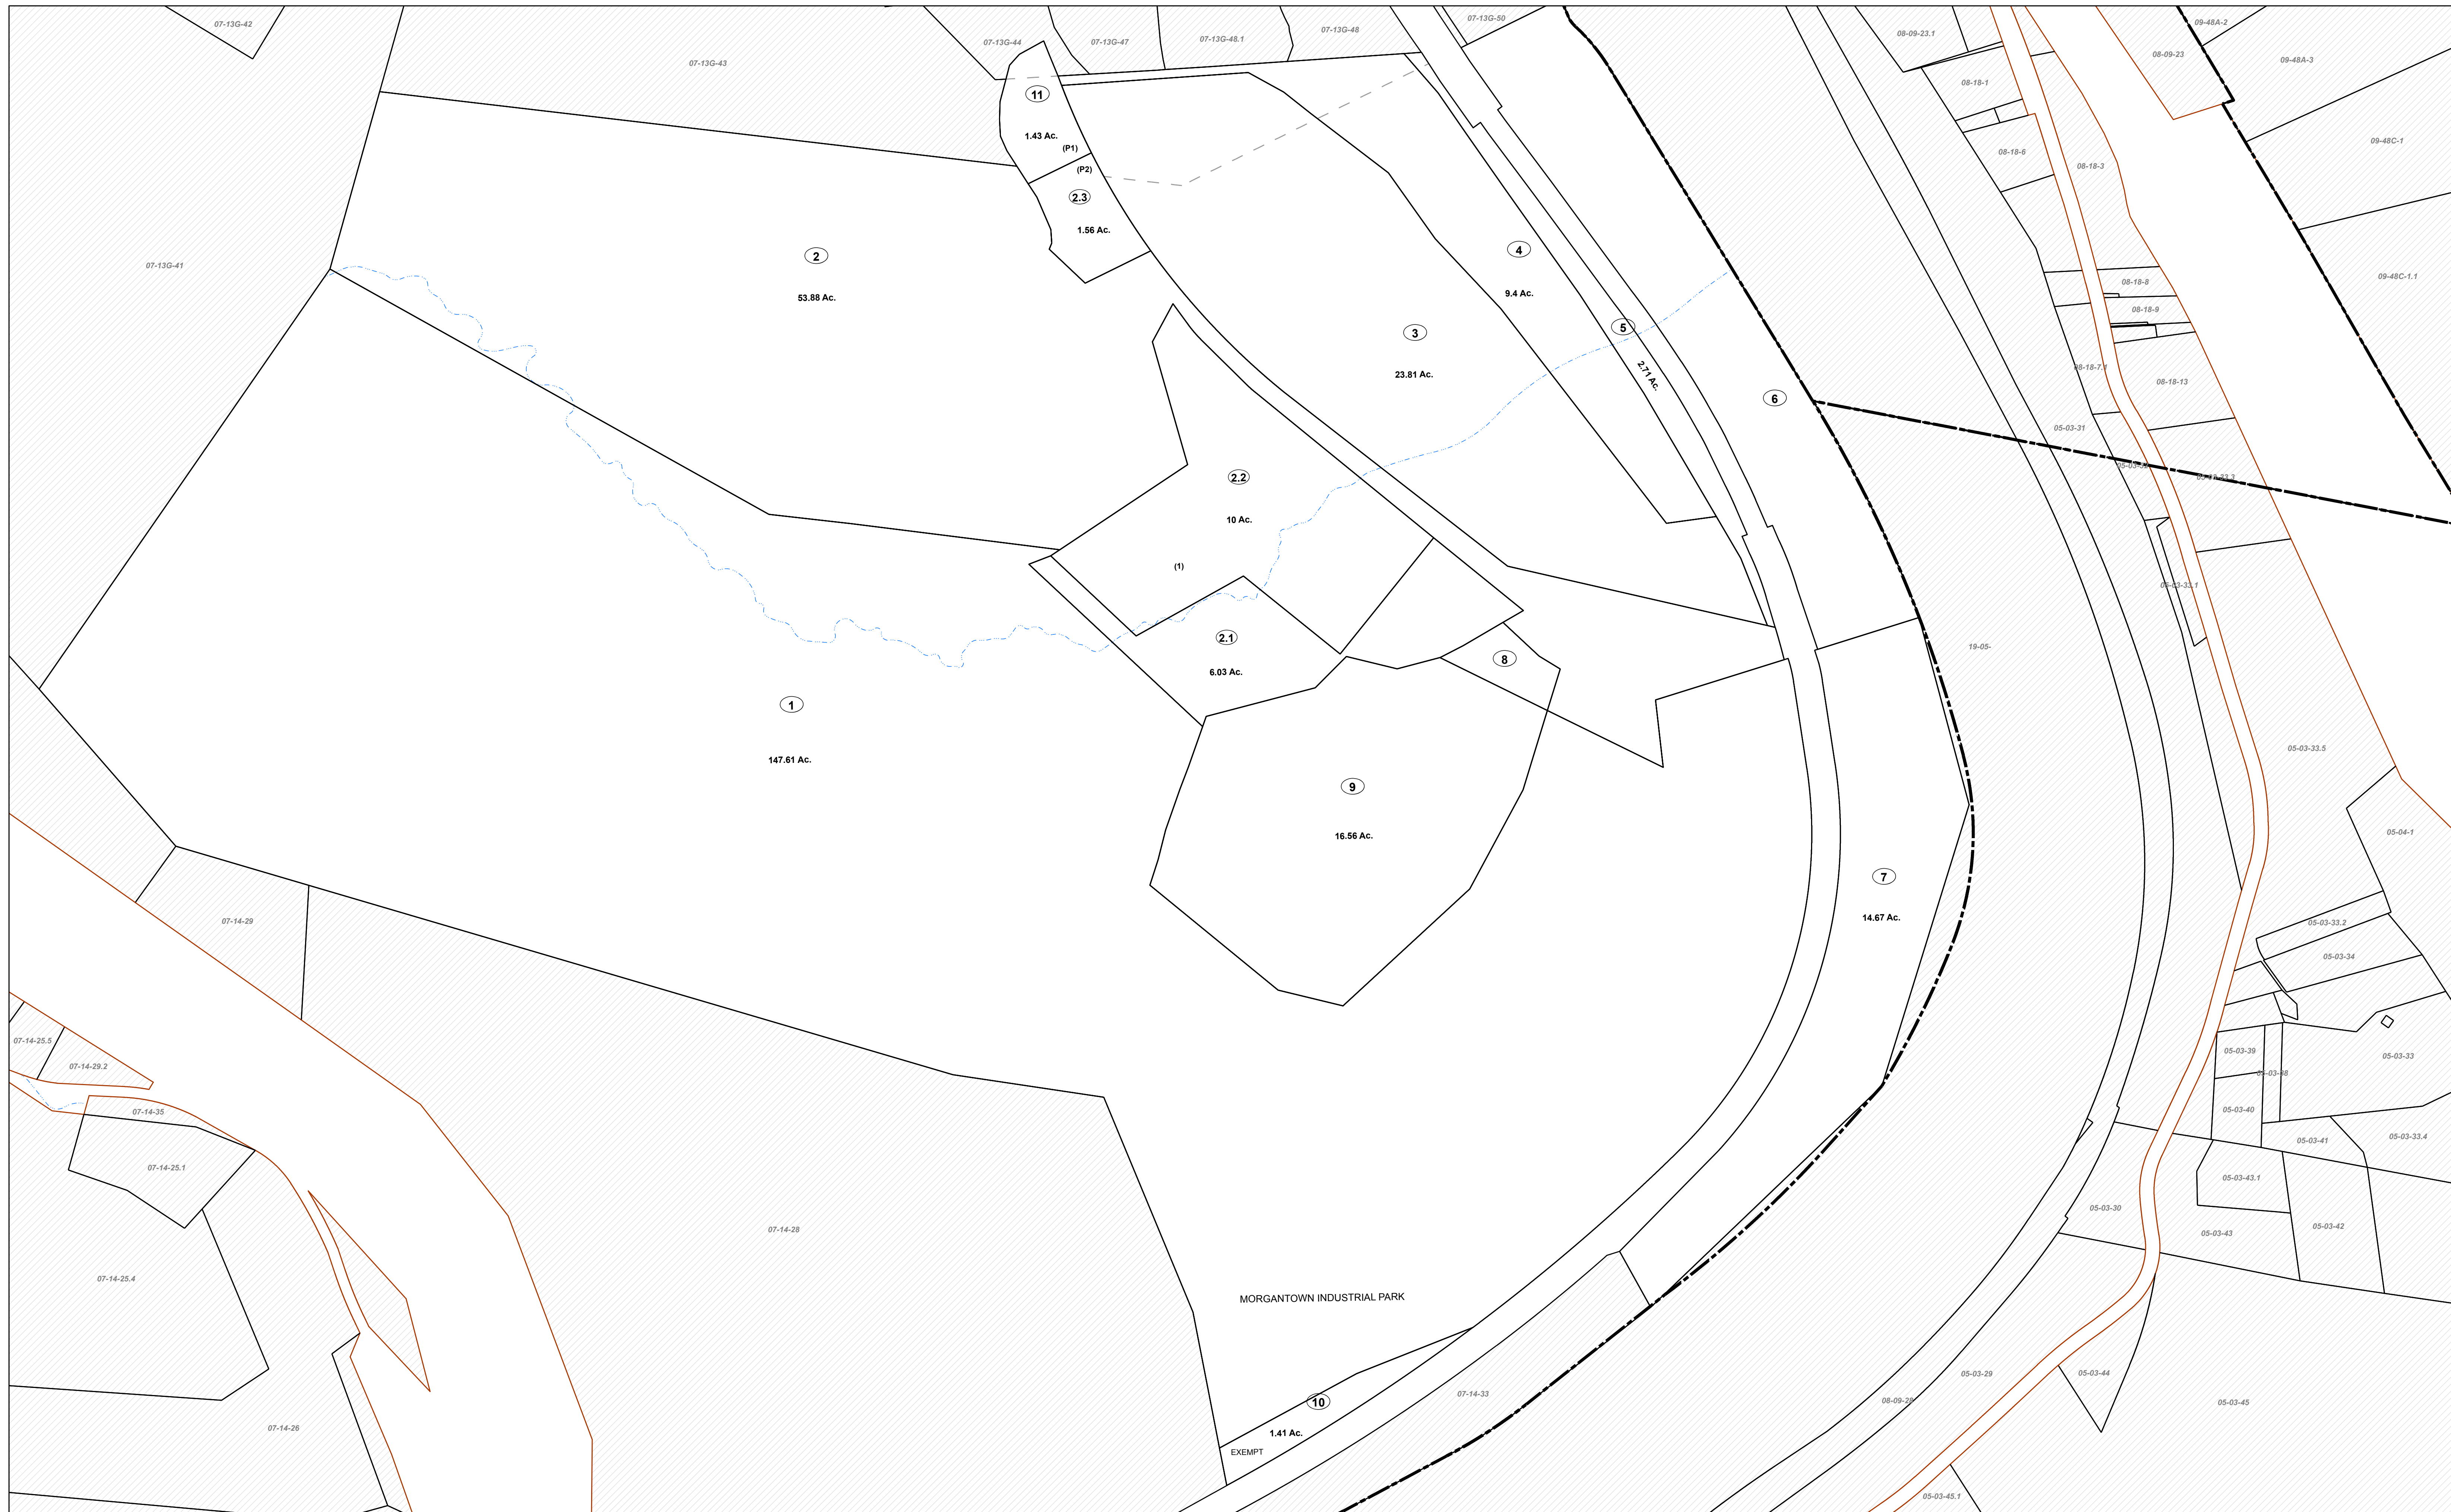 07-13G-42
07-13G-43
07-13G-44
07-13G-47
07-13G-48.1
07-13G-48
07-13G-50
08-09-23.1
08-09-23
09-48A-2
09-48A-3
08-18-1
11
1.43 Ac.
(P1)
(P2)
2.3
1.56 Ac.
08-18-6
08-18-3
09-48C-1
07-13G-41
2
53.88 Ac.
4
9.4 Ac.
08-18-8
08-18-9
09-48C-1.1
3
23.81 Ac.
5
2.71 Ac.
6
08-18-7.1
08-18-13
05-03-31
2.2
10 Ac.
(1)
05-03-33.1
19-05-
2.1
6.03 Ac.
8
1
147.61 Ac.
9
16.56 Ac.
05-03-33.5
05-04-1
7
14.67 Ac.
07-14-29
05-03-33.2
05-03-34
07-14-25.5
07-14-29.2
07-14-35
05-03-39
05-03-38
05-03-33
05-03-40
05-03-41
05-03-33.4
07-14-25.1
07-14-28
05-03-43.1
05-03-30
05-03-43
05-03-42
07-14-25.4
MORGANTOWN INDUSTRIAL PARK
10
1.41 Ac.
EXEMPT
07-14-33
05-03-29
05-03-44
05-03-45
07-14-26
05-03-45.1